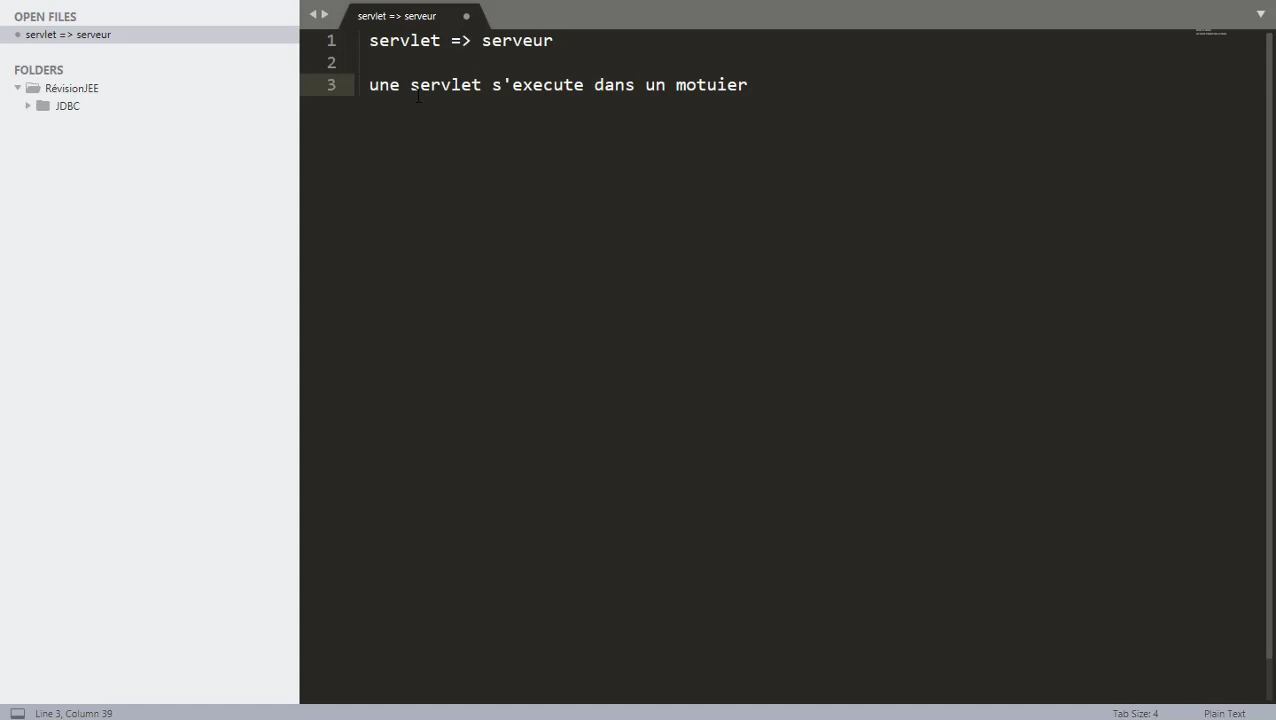 OPEN FILES
servlet => serveur
FOLDERS
RévisionJEE
JDBC
servlet => serveur
1 servlet => serveur
2
3 une servlet s'execute dans un motuier
Line 3, Column 39
Tab Size: 4
Plain Text